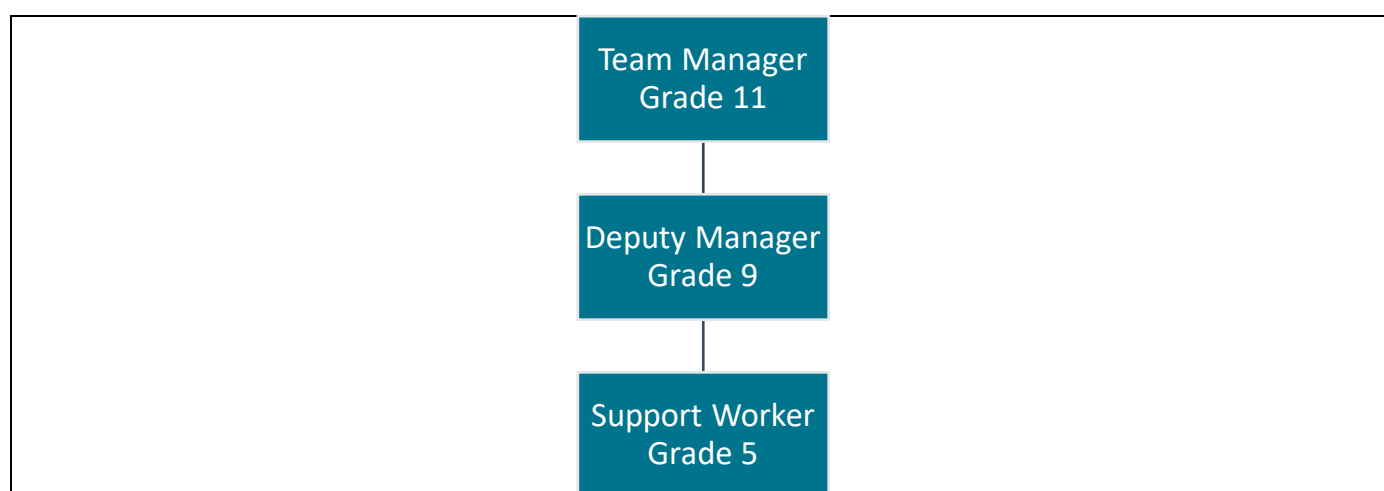 Team Manager
Grade 11
Deputy Manager
Grade 9
Support Worker
Grade 5